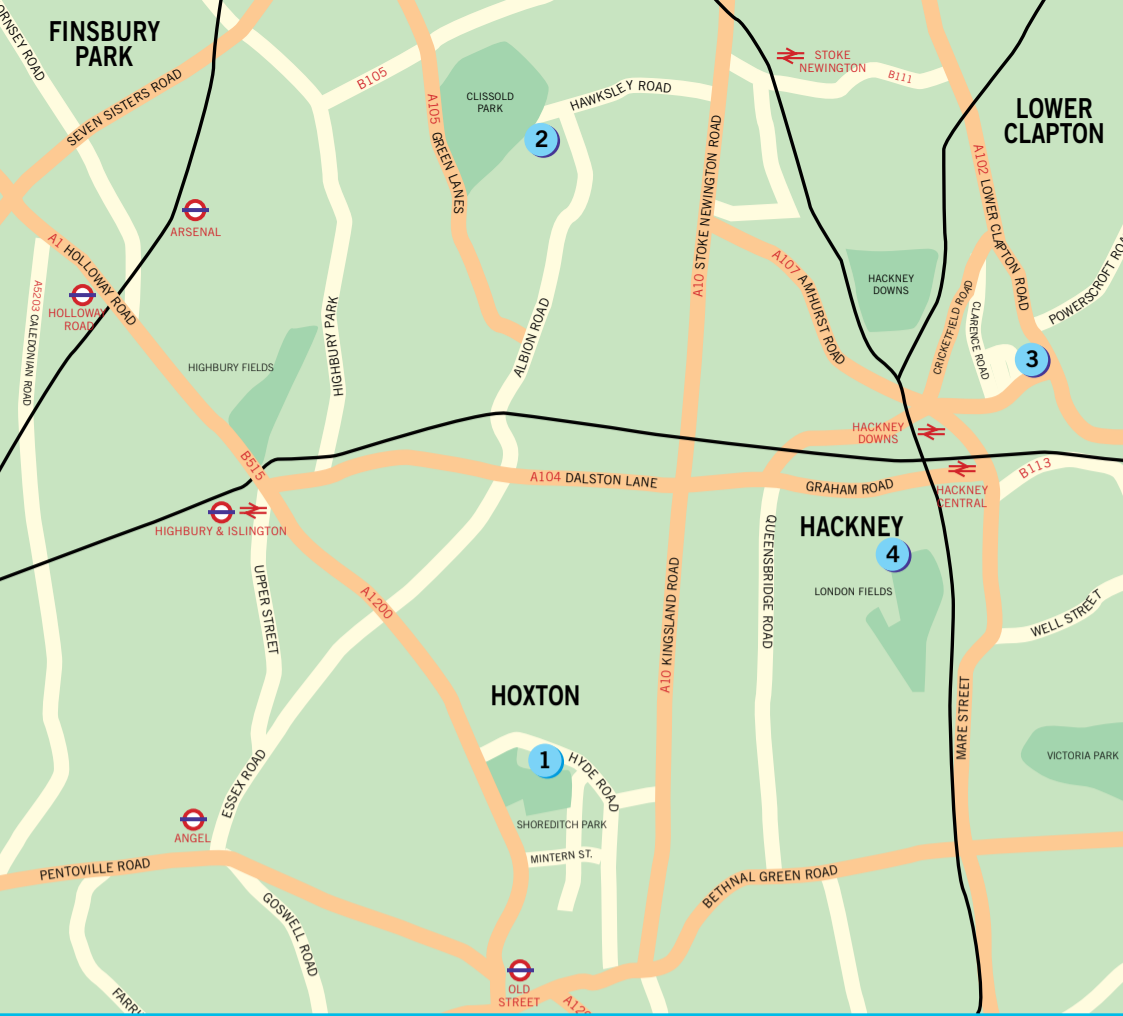 FINSBURY
PARK
ORNSEY ROAD
SEVEN SISTERS ROAD
B105
A105 GREEN LANES
CLISSOLD
PARK
2
HAWKSLEY ROAD
STOKE
NEWINGTON
B111
LOWER
CLAPTON
A102 LOWER CLAPTON ROAD
A10 STOKE NEWINGTON ROAD
ARSENAL
A1 HOLLOWAY ROAD
HOLLOWAY
ROAD
A5203 CALEDONIAN ROAD
HIGHBURY FIELDS
HIGHBURY PARK
ALBION ROAD
A107 AMHURST ROAD
HACKNEY
DOWNS
CRICKETFIELD ROAD
CLARENCE ROAD
POWERSCROFT ROA
3
HACKNEY
DOWNS
B515
A104 DALSTON LANE
GRAHAM ROAD
HACKNEY
CENTRAL
B113
HIGHBURY & ISLINGTON
HACKNEY
4
LONDON FIELDS
QUEENSBRIDGE ROAD
UPPER STREET
A1200
A10 KINGSLAND ROAD
WELL STREET
MARE STREET
HOXTON
1
HYDE ROAD
SHOREDITCH PARK
MINTERN ST.
VICTORIA PARK
ESSEX ROAD
ANGEL
PENTOVILLE ROAD
BETHNAL GREEN ROAD
GOSWELL ROAD
OLD
STREET
FARRI
A120